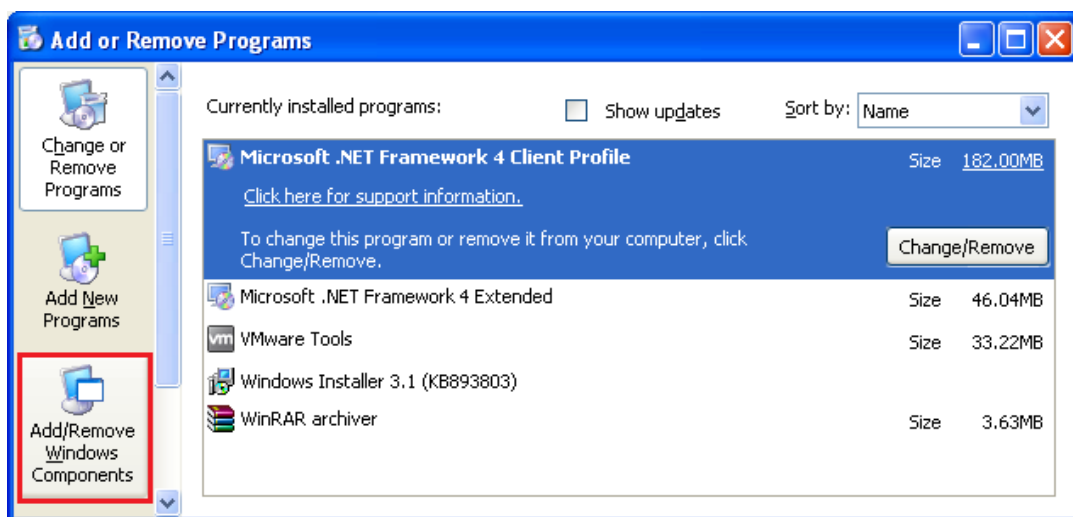 Add or Remove Programs
Change or
Remove
Programs
Add New
Programs
Add/Remove
Windows
Components
Currently installed programs:
Show updates
Sort by:
Name
Microsoft .NET Framework 4 Client Profile
Size
182.00MB
Click here for support information.
To change this program or remove it from your computer, click
Change/Remove.
Change/Remove
Microsoft .NET Framework 4 Extended
Size
46.04MB
vm
VMware Tools
Size
33.22MB
Windows Installer 3.1 (KB893803)
WinRAR archiver
Size
3.63MB